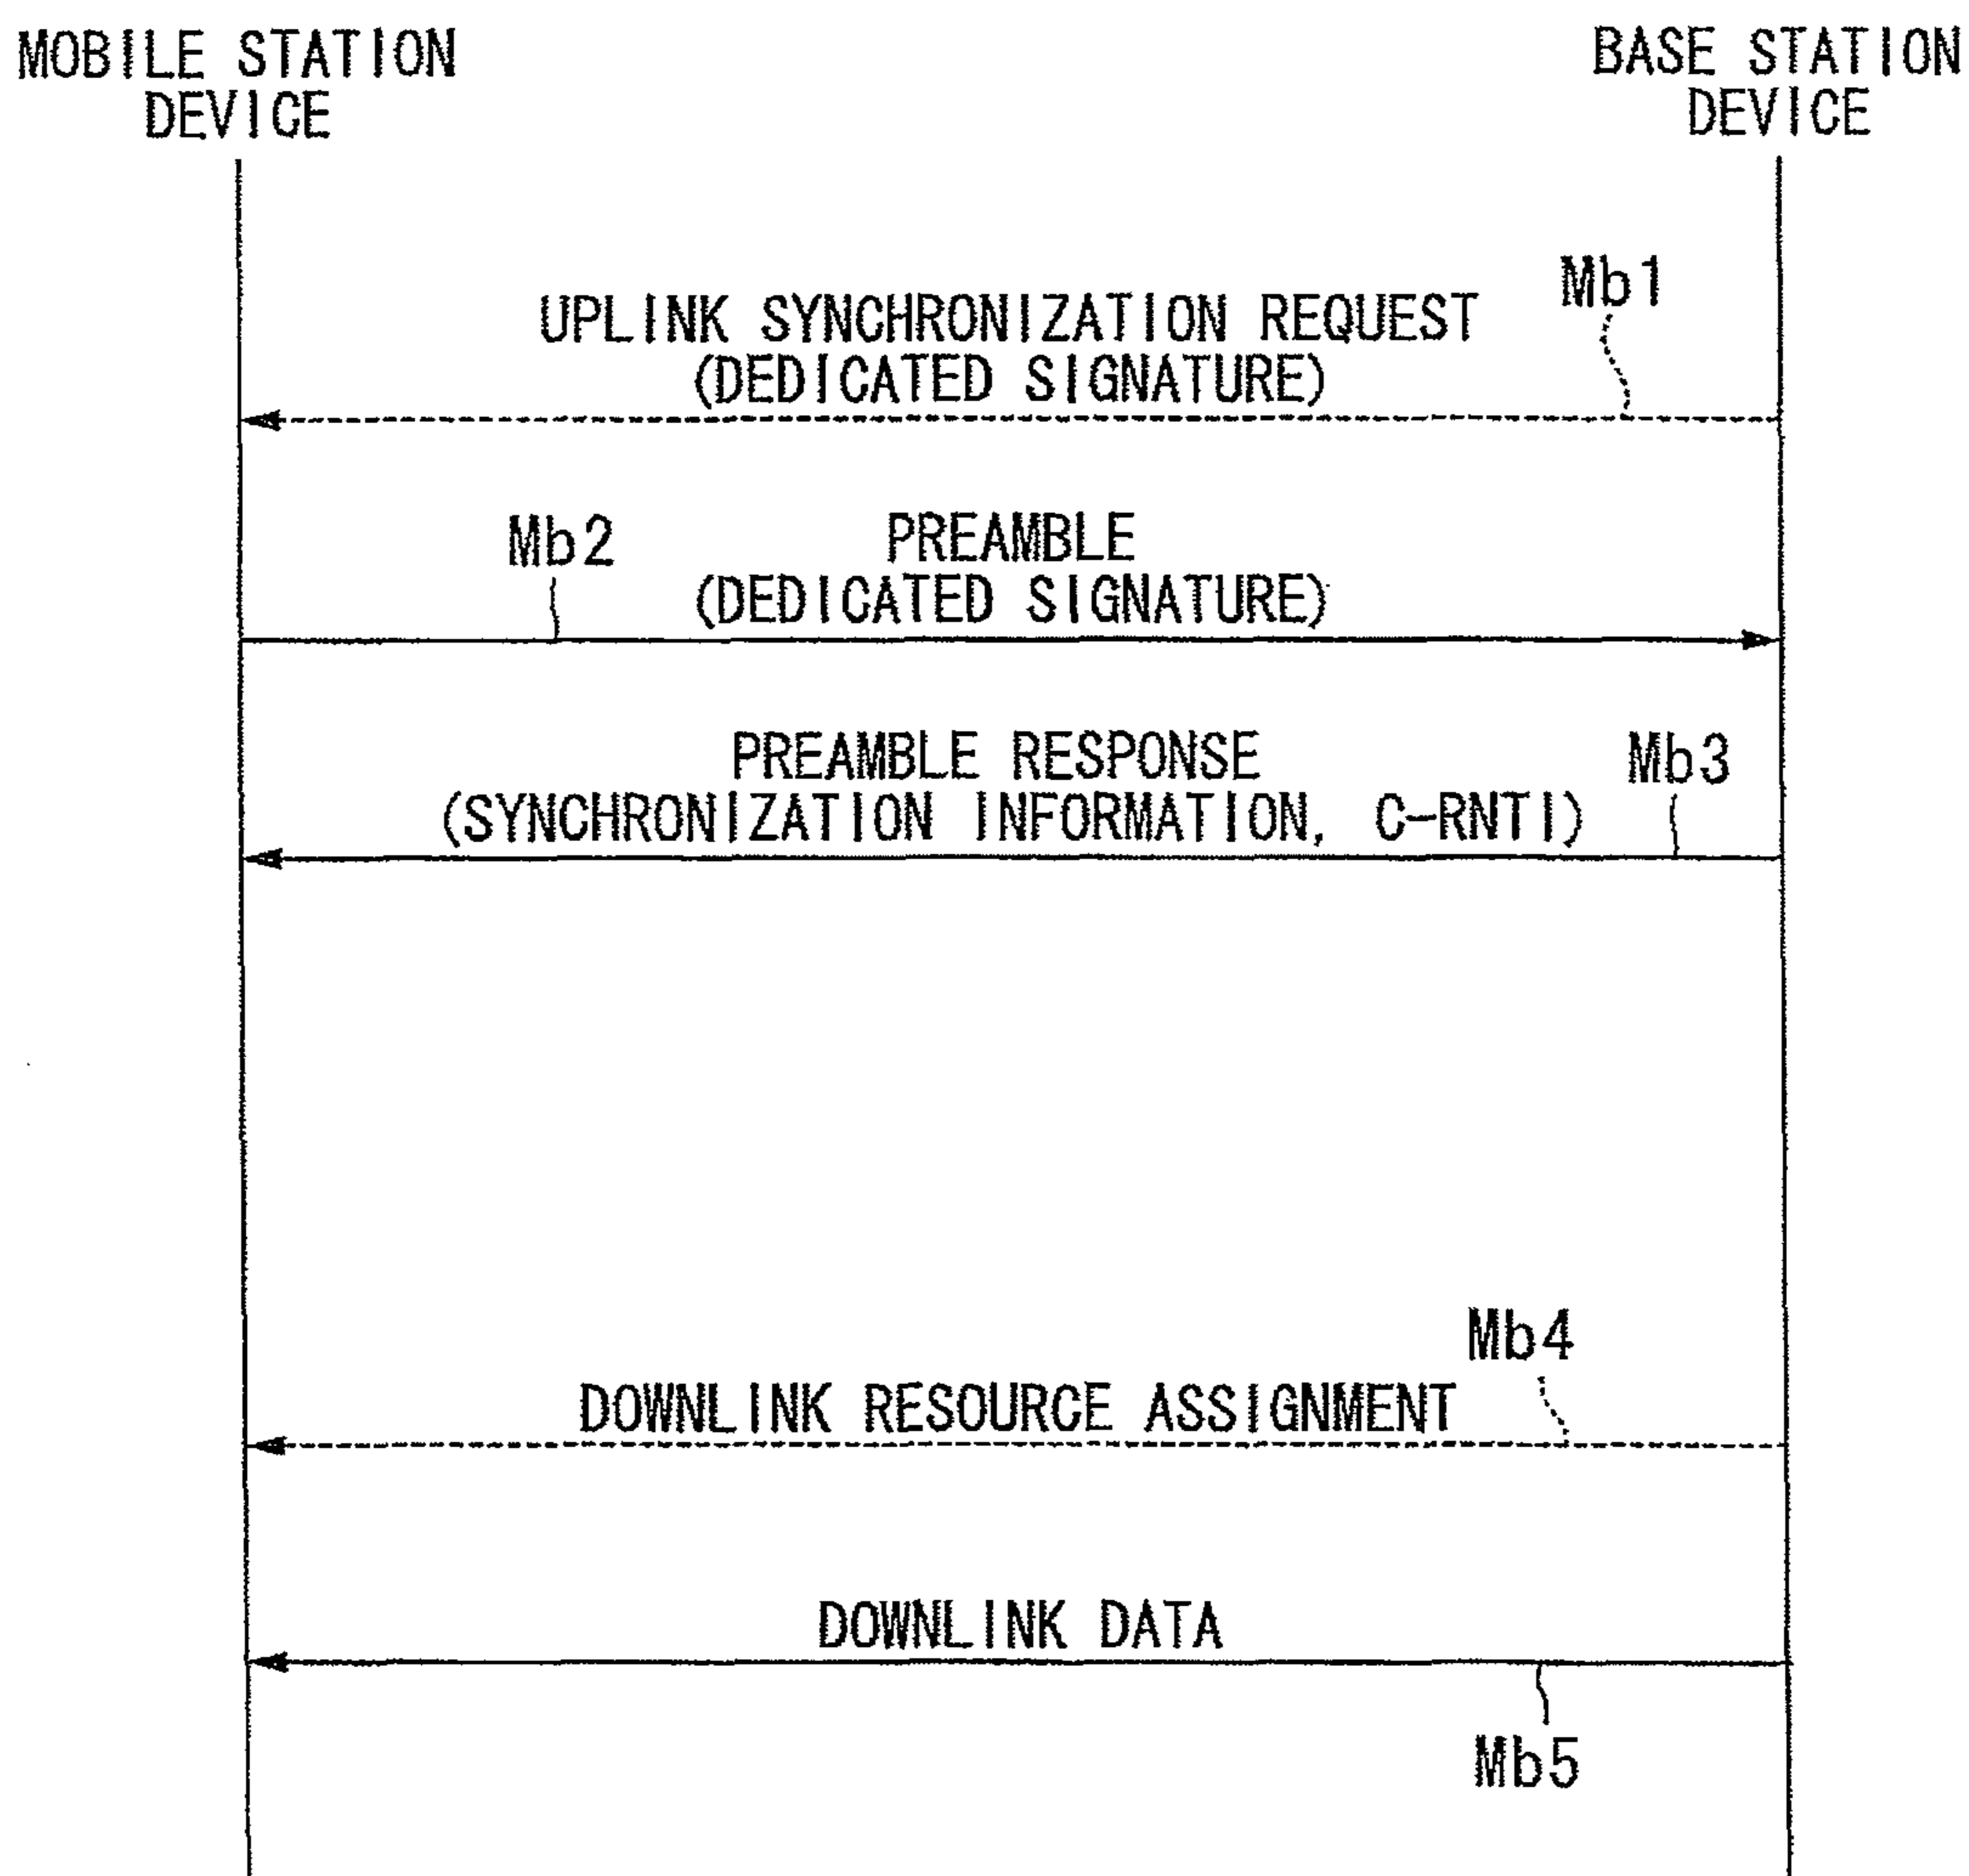 MOBILE STATION
DEVICE
BASE STATION
DEVICE
Mb1
UPLINK SYNCHRONIZATION REQUEST
(DEDICATED SIGNATURE)
Mb2
PREAMBLE
(DEDICATED SIGNATURE)
PREAMBLE RESPONSE
Mb3
(SYNCHRONIZATION INFORMATION, C-RNTI)
Mb4
DOWNLINK RESOURCE ASSIGNMENT
DOWNLINK DATA
Mb5